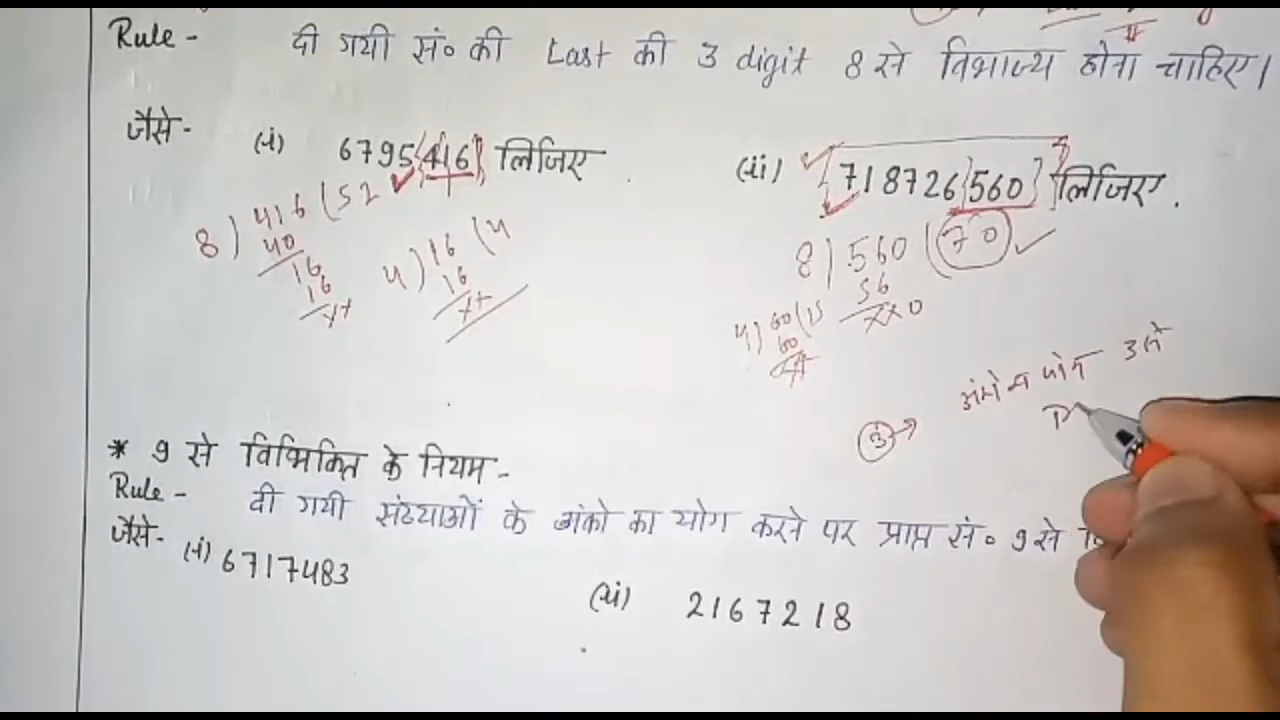 Rule - दी गयी सं० की Last की 3 digit 8 से विभाज्य होना चाहिए।
जैसे- (i) 6795416 लिजिए (ii) 718726560 लिजिए.
8) 416 (52
40
16
16
4) 16 (4
16
8) 560 (70
56
0
4) 60 (15
60
3 → अंको का योग 3 से
* 9 से विभिकित के नियम -
Rule - दी गयी संख्याओं के अंको का योग करने पर प्राप्त सं० 9 से
जैसे- (i) 6717483 (ii) 2167218